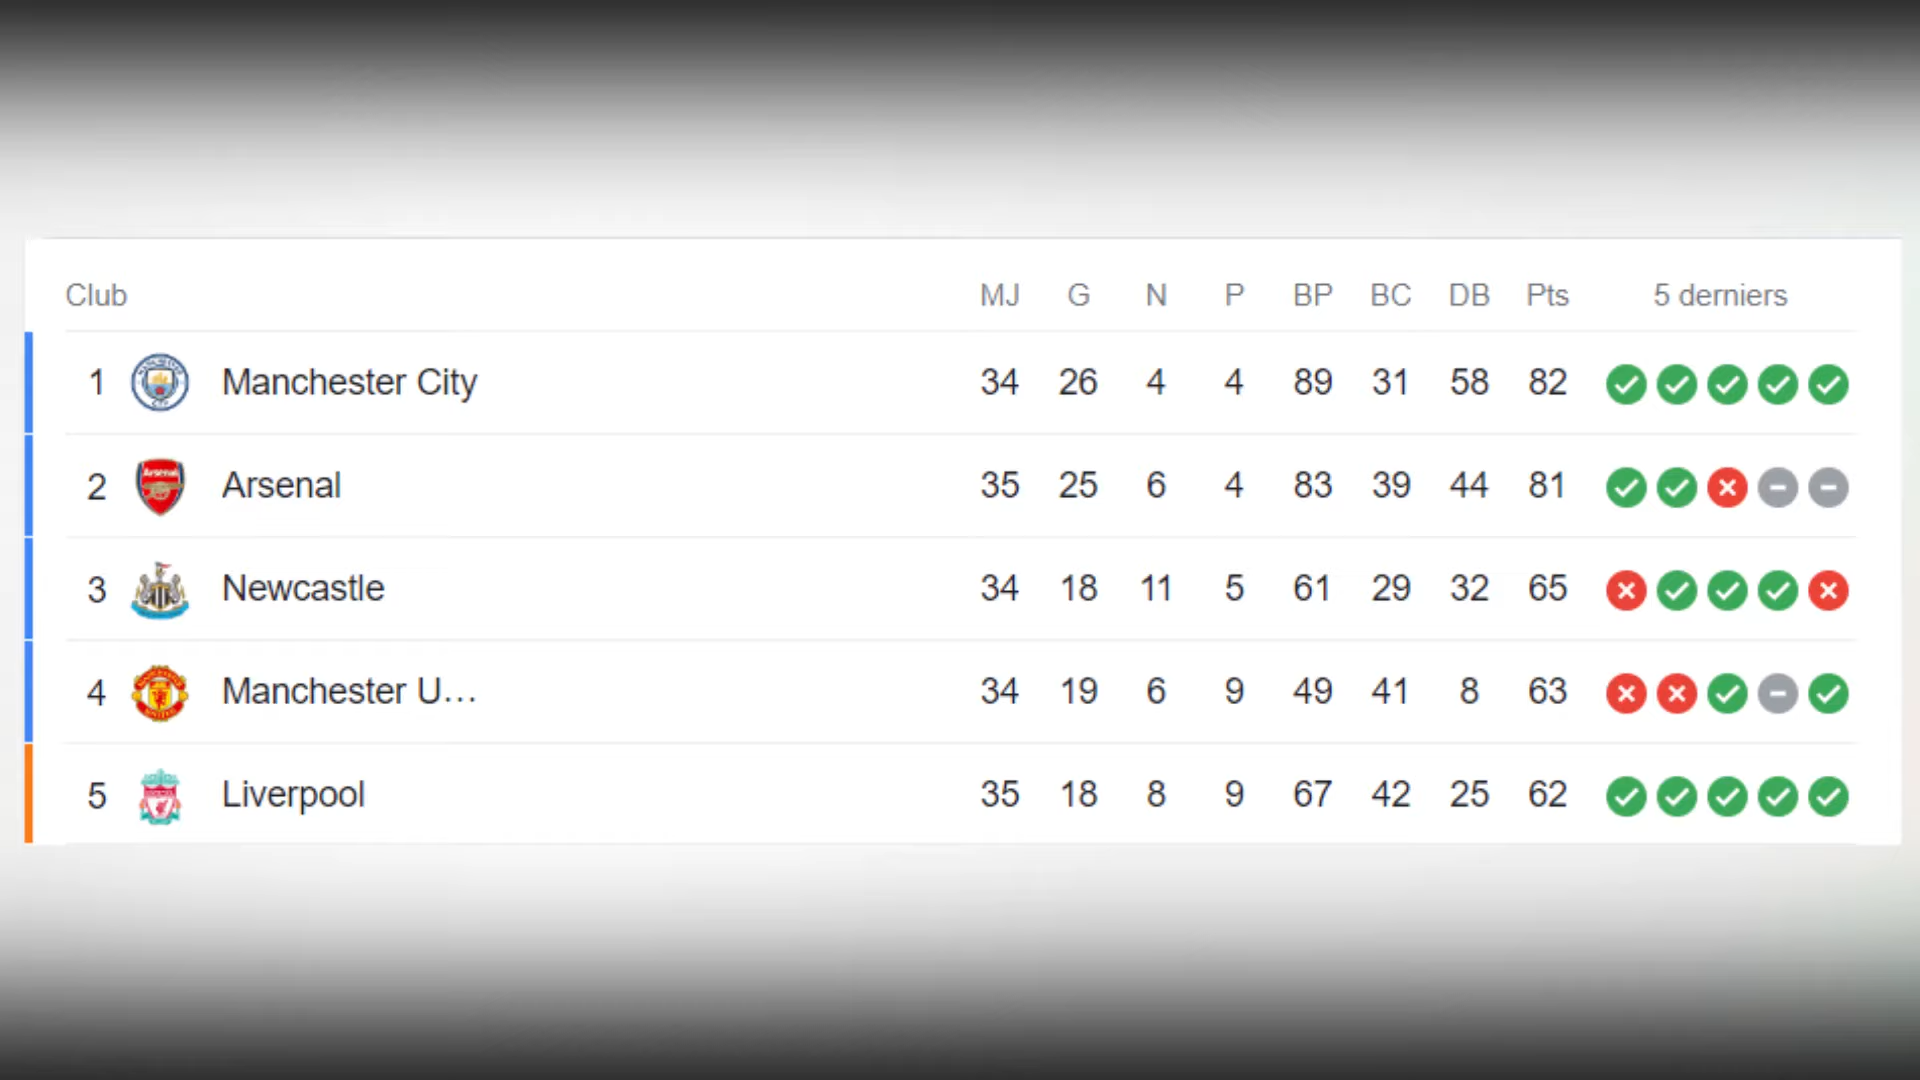 Club MJ G N P BP BC DB Pts 5 derniers
1 Manchester City 34 26 4 4 89 31 58 82
2 Arsenal 35 25 6 4 83 39 44 81
3 Newcastle 34 18 11 5 61 29 32 65
4 Manchester U... 34 19 6 9 49 41 8 63
5 Liverpool 35 18 8 9 67 42 25 62